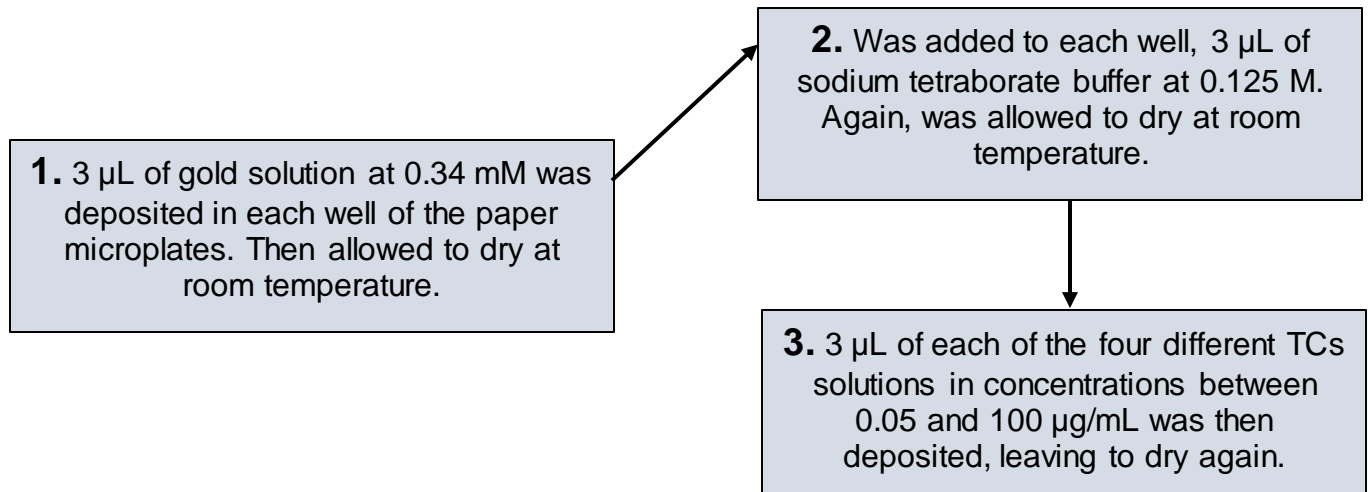 1. 3 µL of gold solution at 0.34 mM was
deposited in each well of the paper
microplates. Then allowed to dry at
room temperature.
2. Was added to each well, 3 µL of
sodium tetraborate buffer at 0.125 M.
Again, was allowed to dry at room
temperature.
3. 3 µL of each of the four different TCs
solutions in concentrations between
0.05 and 100 µg/mL was then
deposited, leaving to dry again.